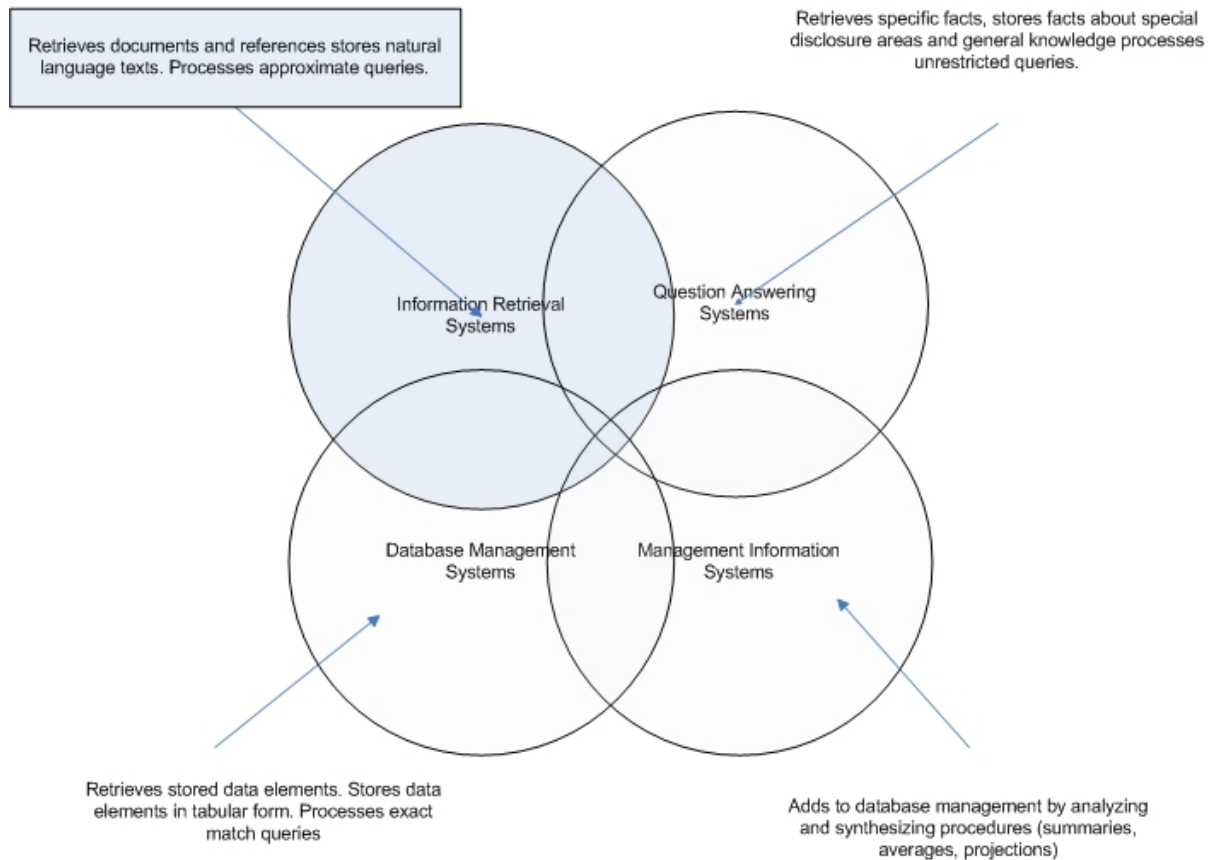 Retrieves documents and references stores natural
language texts. Processes approximate queries.
Retrieves specific facts, stores facts about special
disclosure areas and general knowledge processes
unrestricted queries.
Information Retrieval
Systems
Question Answering
Systems
Database Management
Systems
Management Information
Systems
Retrieves stored data elements. Stores data
elements in tabular form. Processes exact
match queries
Adds to database management by analyzing
and synthesizing procedures (summaries,
averages, projections)